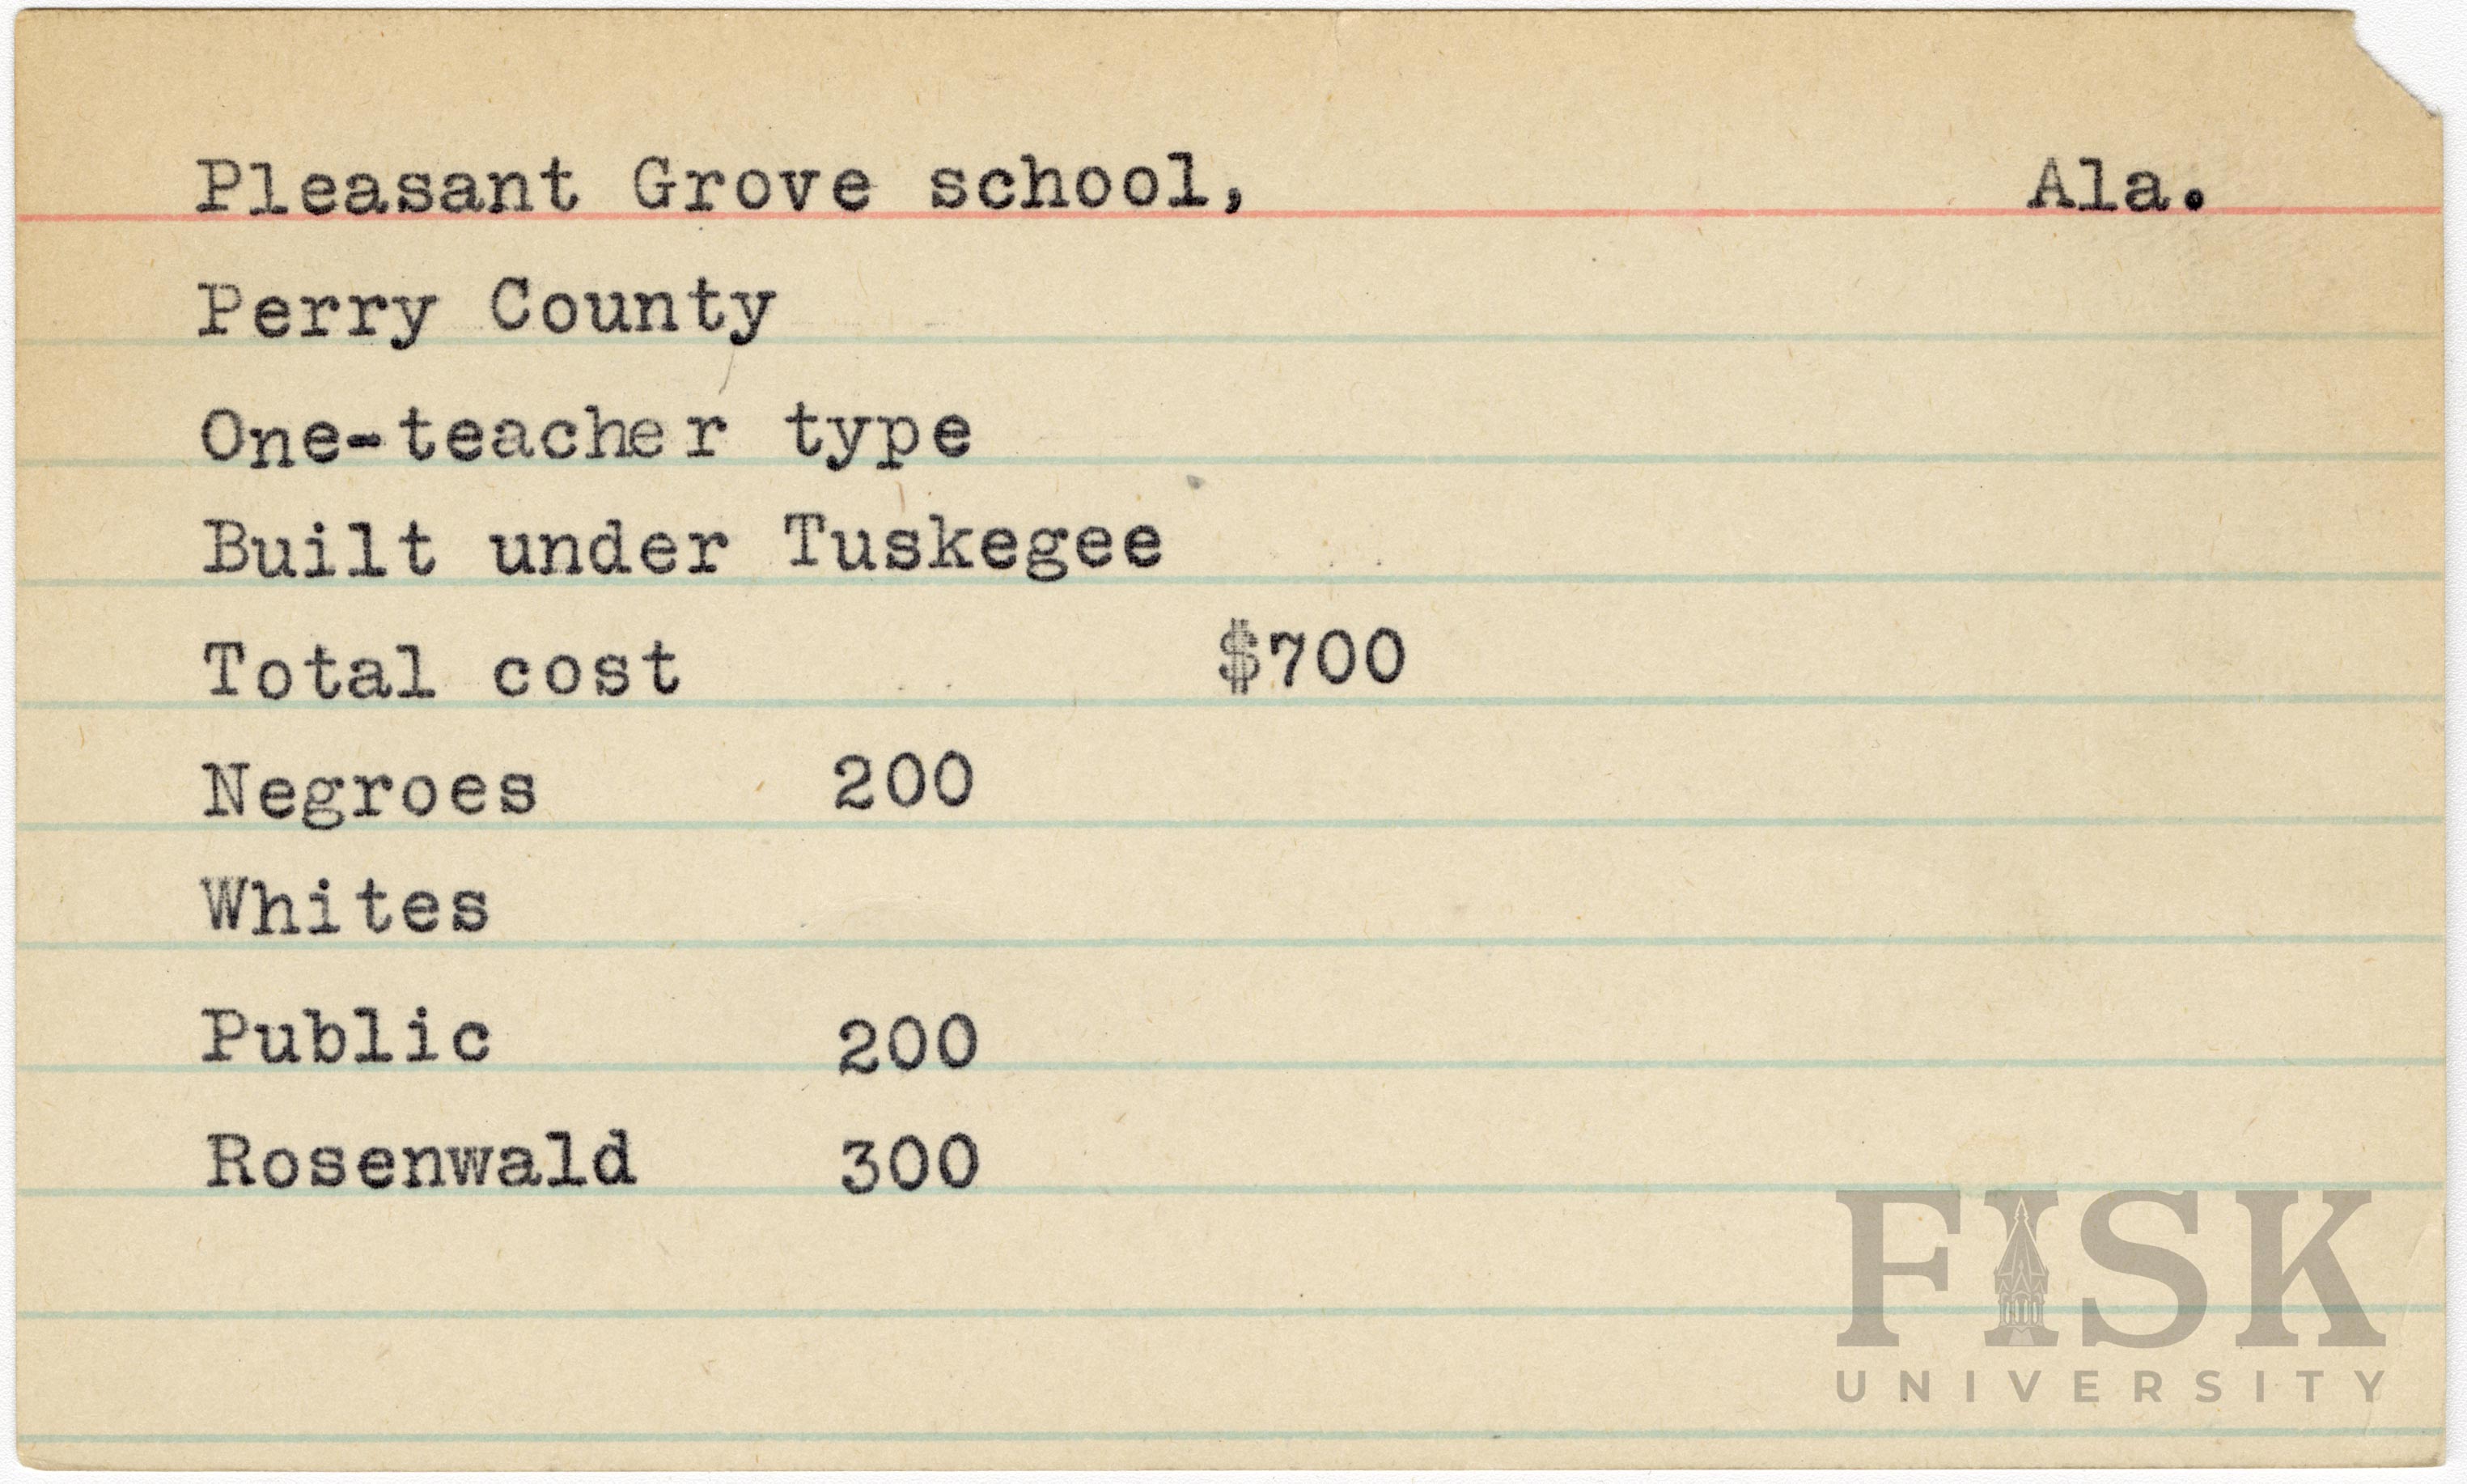 Pleasant Grove school, Ala.
Perry County
One-teacher type
Built under Tuskegee
Total cost $700
Negroes 200
Whites
Public 200
Rosenwald 300
FISK
UNIVERSITY